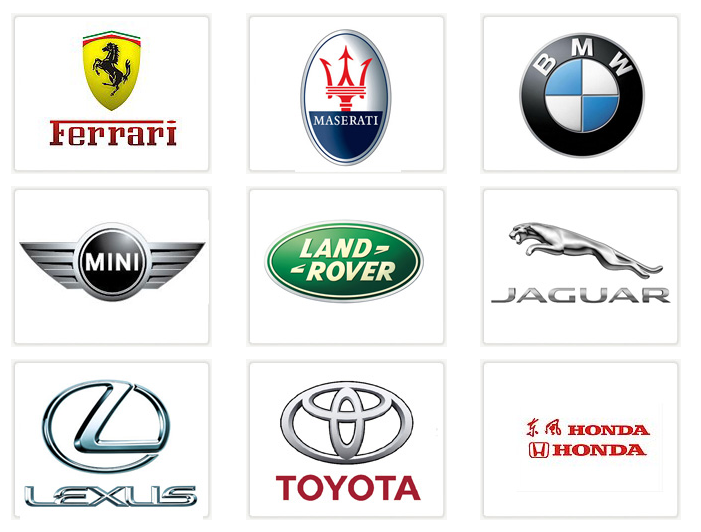 Ferrari
MASERATI
BMW
MINI
LAND-
-ROVER
JAGUAR
LEXUS
TOYOTA
东风 HONDA
HONDA